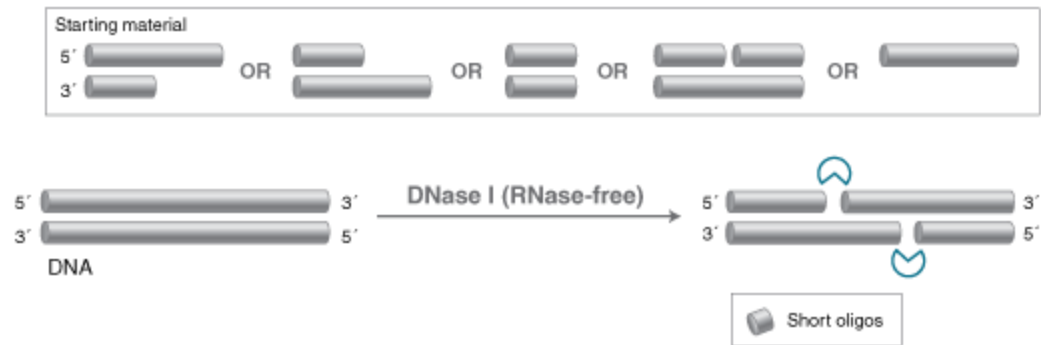 Starting material
5´ OR OR OR OR
3´
5´ 3´ DNase I (RNase-free) 5´ 3´
3´ 5´ 3´ 5´
DNA
Short oligos